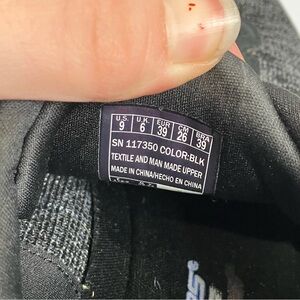 U.S. U.K. EUR CM BRA
9 6 39 26 39
SN 117350 COLOR:BLK
TEXTILE AND MAN MADE UPPER
MADE IN CHINA/HECHO EN CHINA